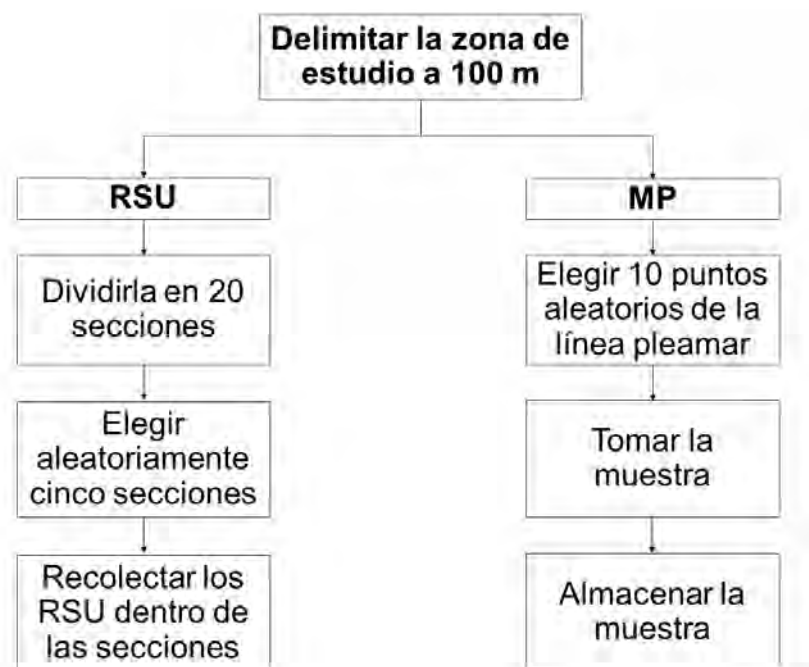 Delimitar la zona de
estudio a 100 m
RSU
Dividirla en 20
secciones
Elegir
aleatoriamente
cinco secciones
Recolectar los
RSU dentro de
las secciones
MP
Elegir 10 puntos
aleatorios de la
línea pleamar
Tomar la
muestra
Almacenar la
muestra